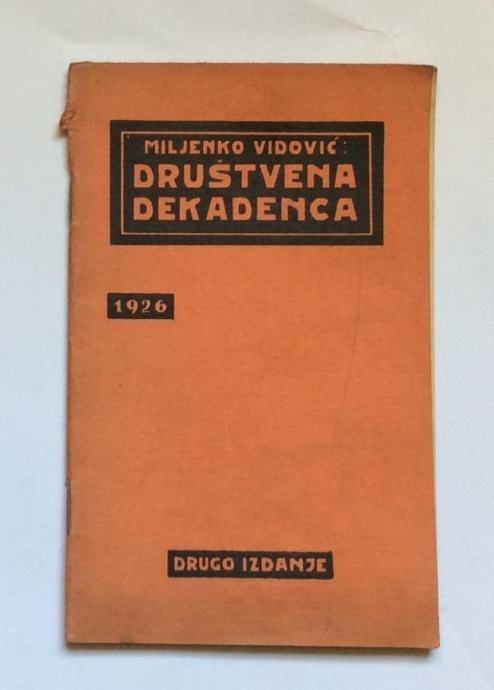 MILJENKO VIDOVIĆ:
DRUŠTVENA
DEKADENCA
1926
DRUGO IZDANJE